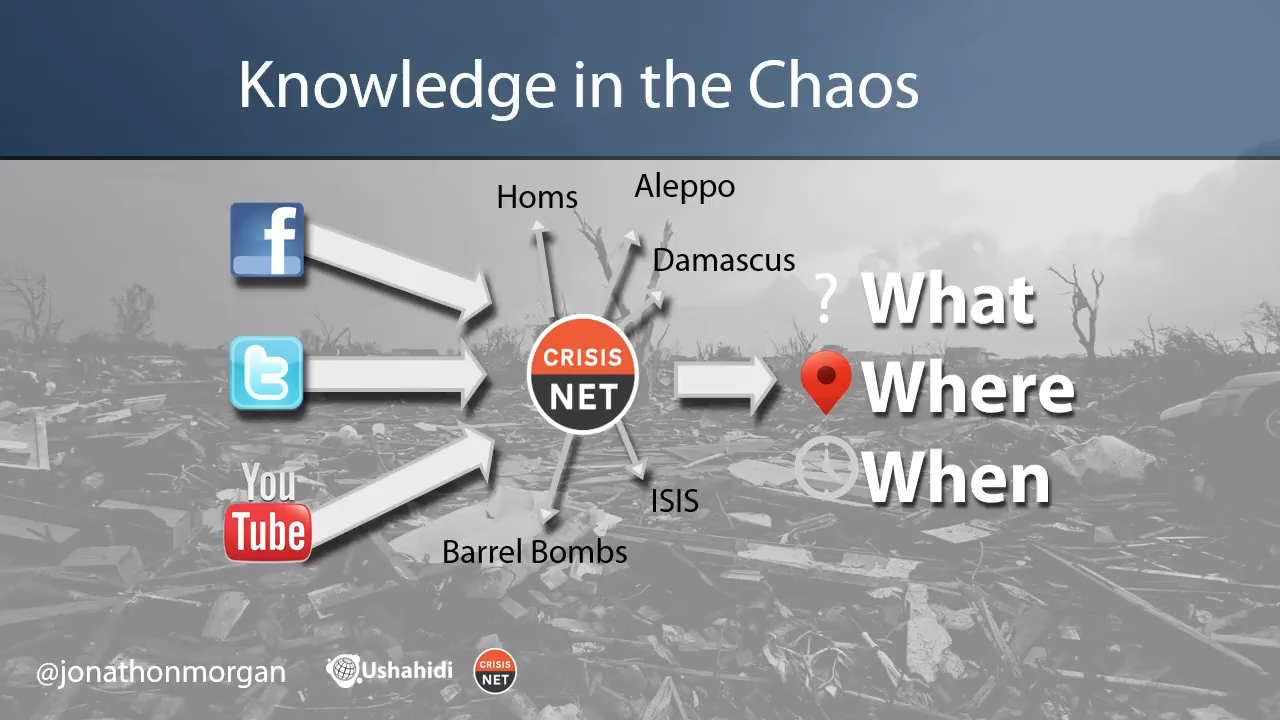 Knowledge in the Chaos
Homs
Aleppo
Damascus
f
t
You
Tube
CRISIS
NET
? What
Where
When
ISIS
Barrel Bombs
@jonathonmorgan
Ushahidi
CRISIS
NET